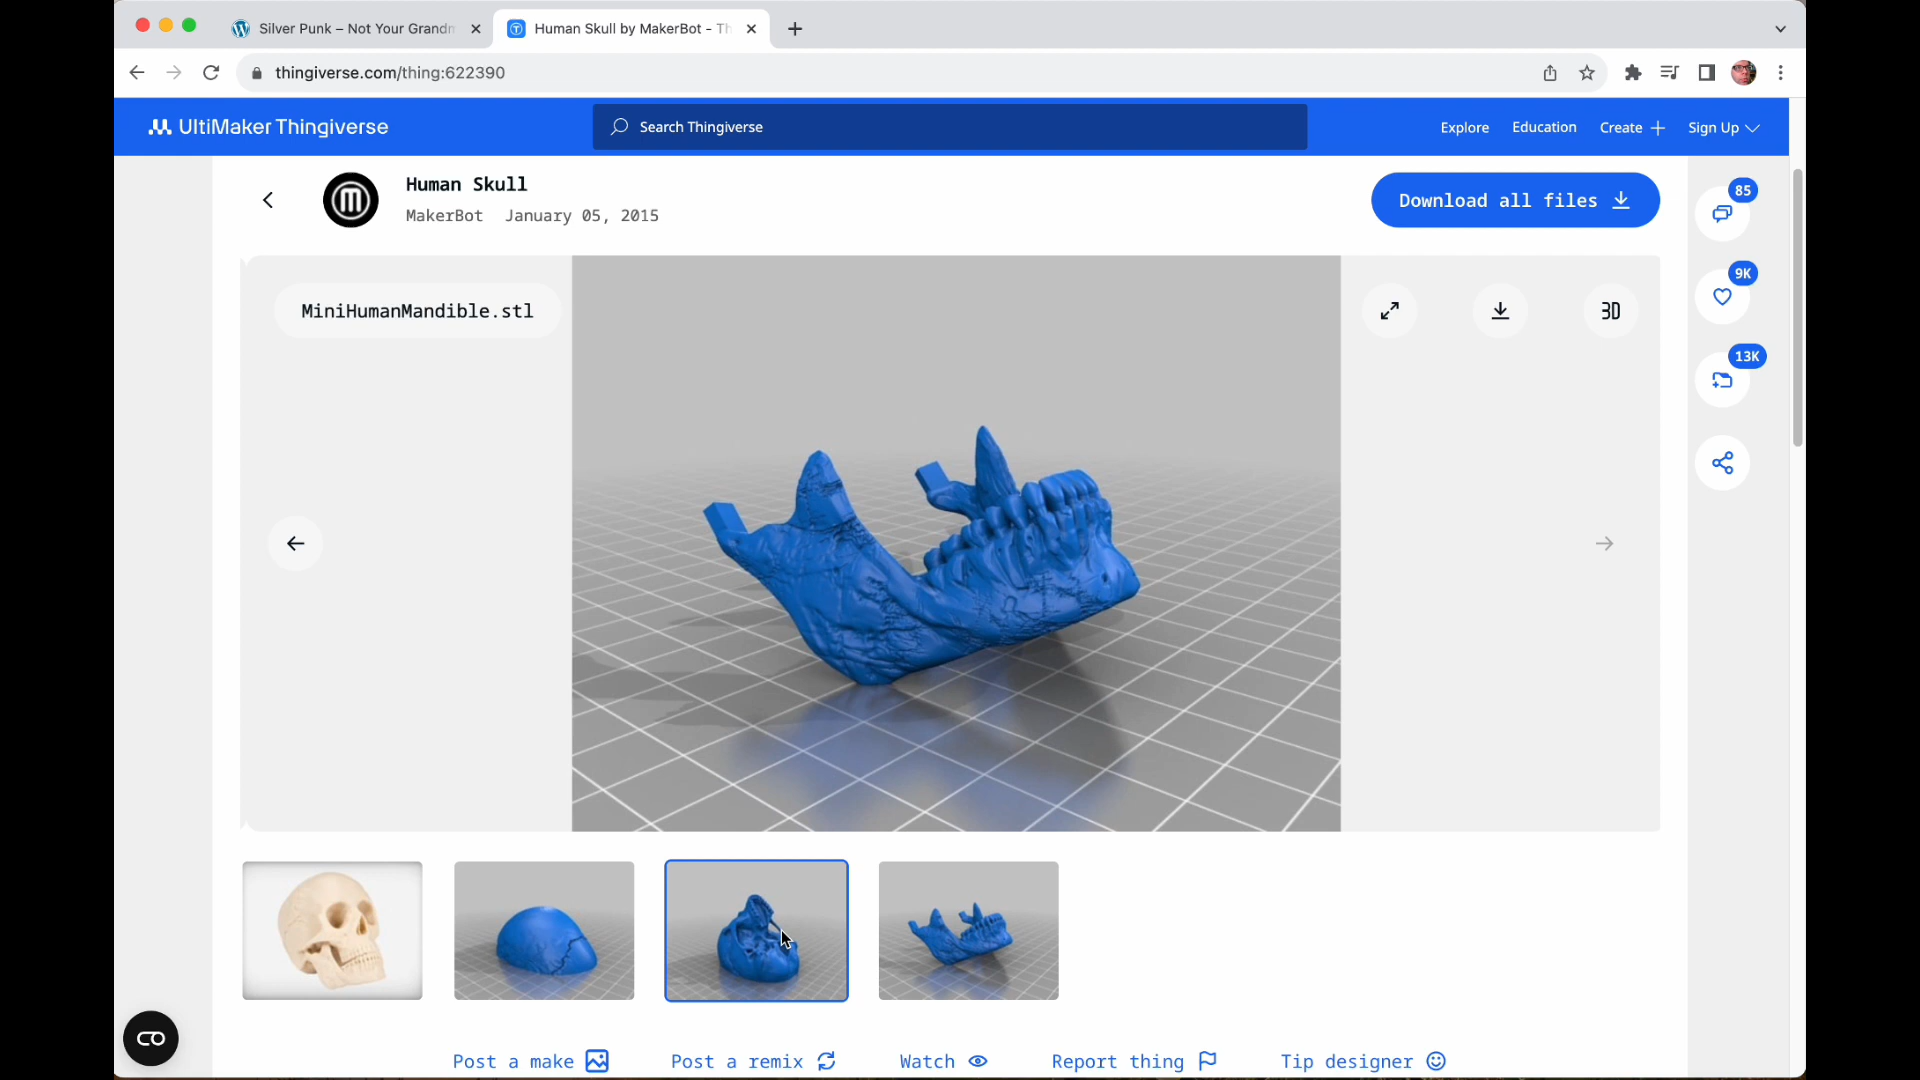 Silver Punk – Not Your Grandm
Human Skull by MakerBot - Th
thingiverse.com/thing:622390
UltiMaker Thingiverse
Search Thingiverse
Explore
Education
Create
Sign Up
Human Skull
MakerBot January 05, 2015
Download all files
85
MiniHumanMandible.stl
3D
9K
13K
Post a make
Post a remix
Watch
Report thing
Tip designer